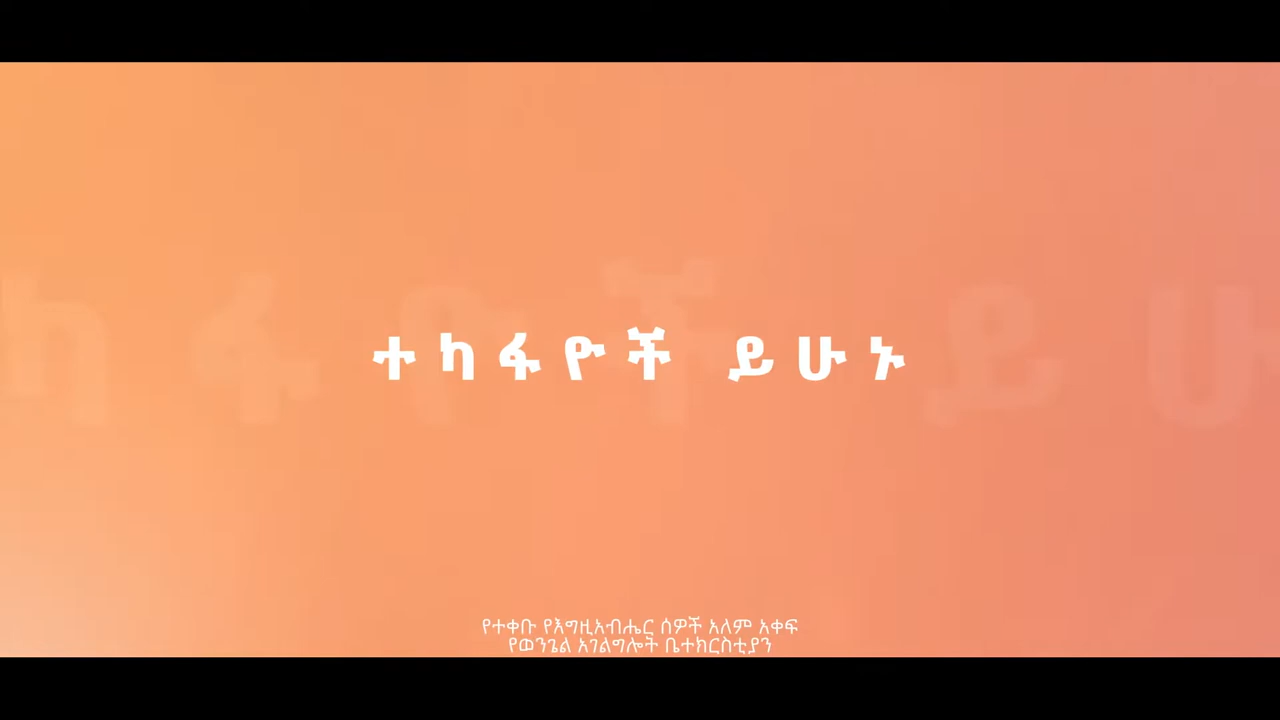 ተካፋዮች ይሁኑ
የተቀቡ የእግዚአብሔር ሰዎች አለም አቀፍ
የወንጌል አገልግሎት ቤተክርስቲያን